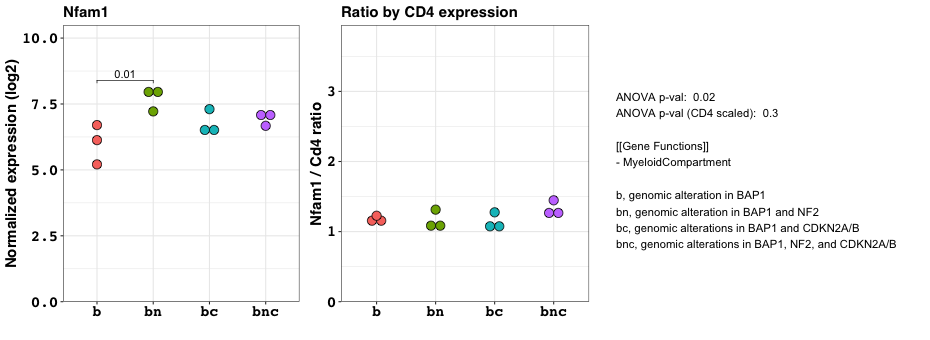 Nfam1
Normalized expression (log2)
10.0
7.5
5.0
2.5
0.0
0.01
b
bn
bc
bnc
Ratio by CD4 expression
Nfam1 / Cd4 ratio
3
2
1
0
b
bn
bc
bnc
ANOVA p-val:  0.02
ANOVA p-val (CD4 scaled):  0.3
[[Gene Functions]]
- MyeloidCompartment
b, genomic alteration in BAP1
bn, genomic alteration in BAP1 and NF2
bc, genomic alterations in BAP1 and CDKN2A/B
bnc, genomic alterations in BAP1, NF2, and CDKN2A/B